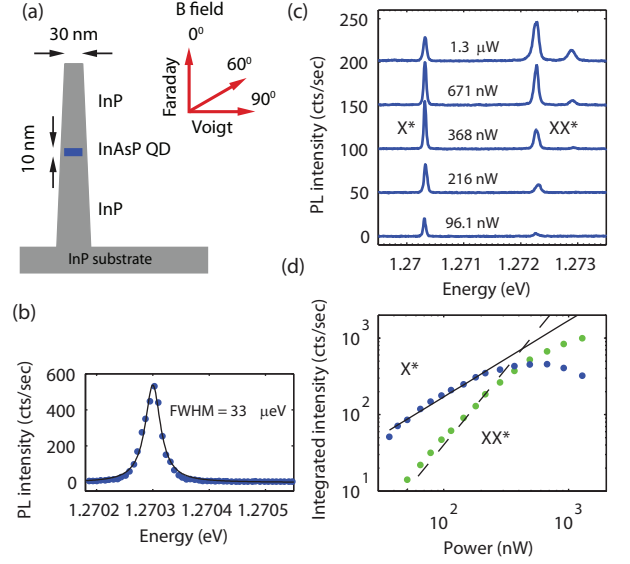 (a)
30 nm
B field
0⁰
60⁰
90⁰
Faraday
Voigt
InP
10 nm
InAsP QD
InP
InP substrate
(b)
PL intensity (cts/sec)
600
400
200
0
FWHM = 33 μeV
1.2702
1.2703
1.2704
1.2705
Energy (eV)
(c)
PL intensity (cts/sec)
250
200
150
100
50
0
1.3 μW
671 nW
X*
368 nW
XX*
216 nW
96.1 nW
1.27
1.271
1.272
1.273
Energy (eV)
(d)
Integrated intensity (cts/sec)
10³
10²
10¹
X*
XX*
10²
10³
Power (nW)